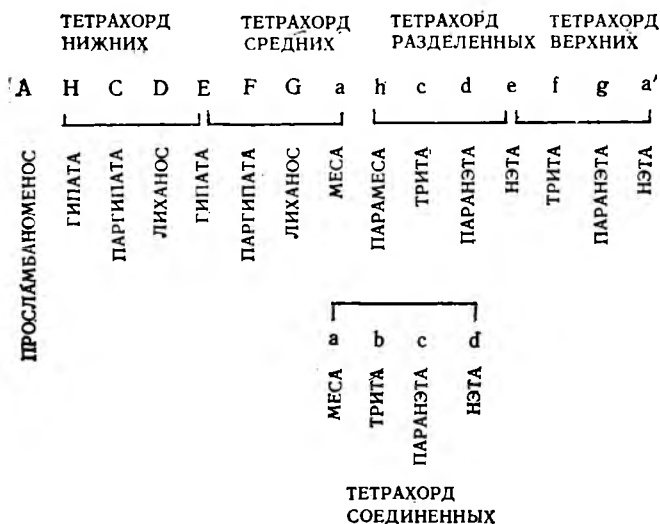 ТЕТРАХОРД НИЖНИХ
ТЕТРАХОРД СРЕДНИХ
ТЕТРАХОРД РАЗДЕЛЕННЫХ
ТЕТРАХОРД ВЕРХНИХ
A H C D E F G a h c d e f g a′
ПРОСЛАМБАНОМЕНОС
ГИПАТА
ПАРГИПАТА
ЛИХАНОС
ГИПАТА
ПАРГИПАТА
ЛИХАНОС
МЕСА
ПАРАМЕСА
ТРИТА
ПАРАНЭТА
НЭТА
ТРИТА
ПАРАНЭТА
НЭТА
a b c d
МЕСА
ТРИТА
ПАРАНЭТА
НЭТА
ТЕТРАХОРД
СОЕДИНЕННЫХ